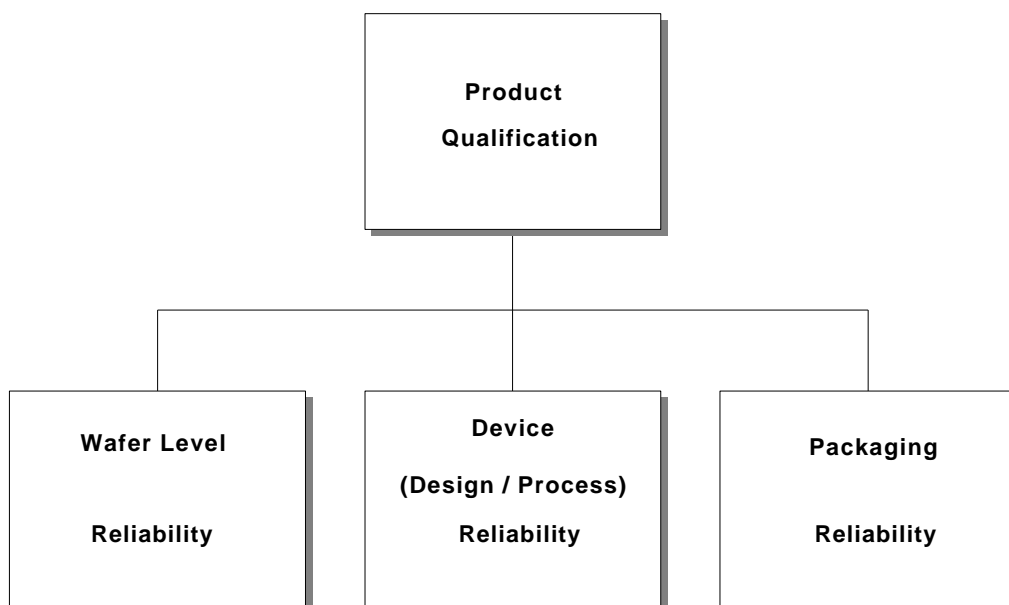 Product
Qualification
Wafer Level
Reliability
Device
(Design / Process)
Reliability
Packaging
Reliability